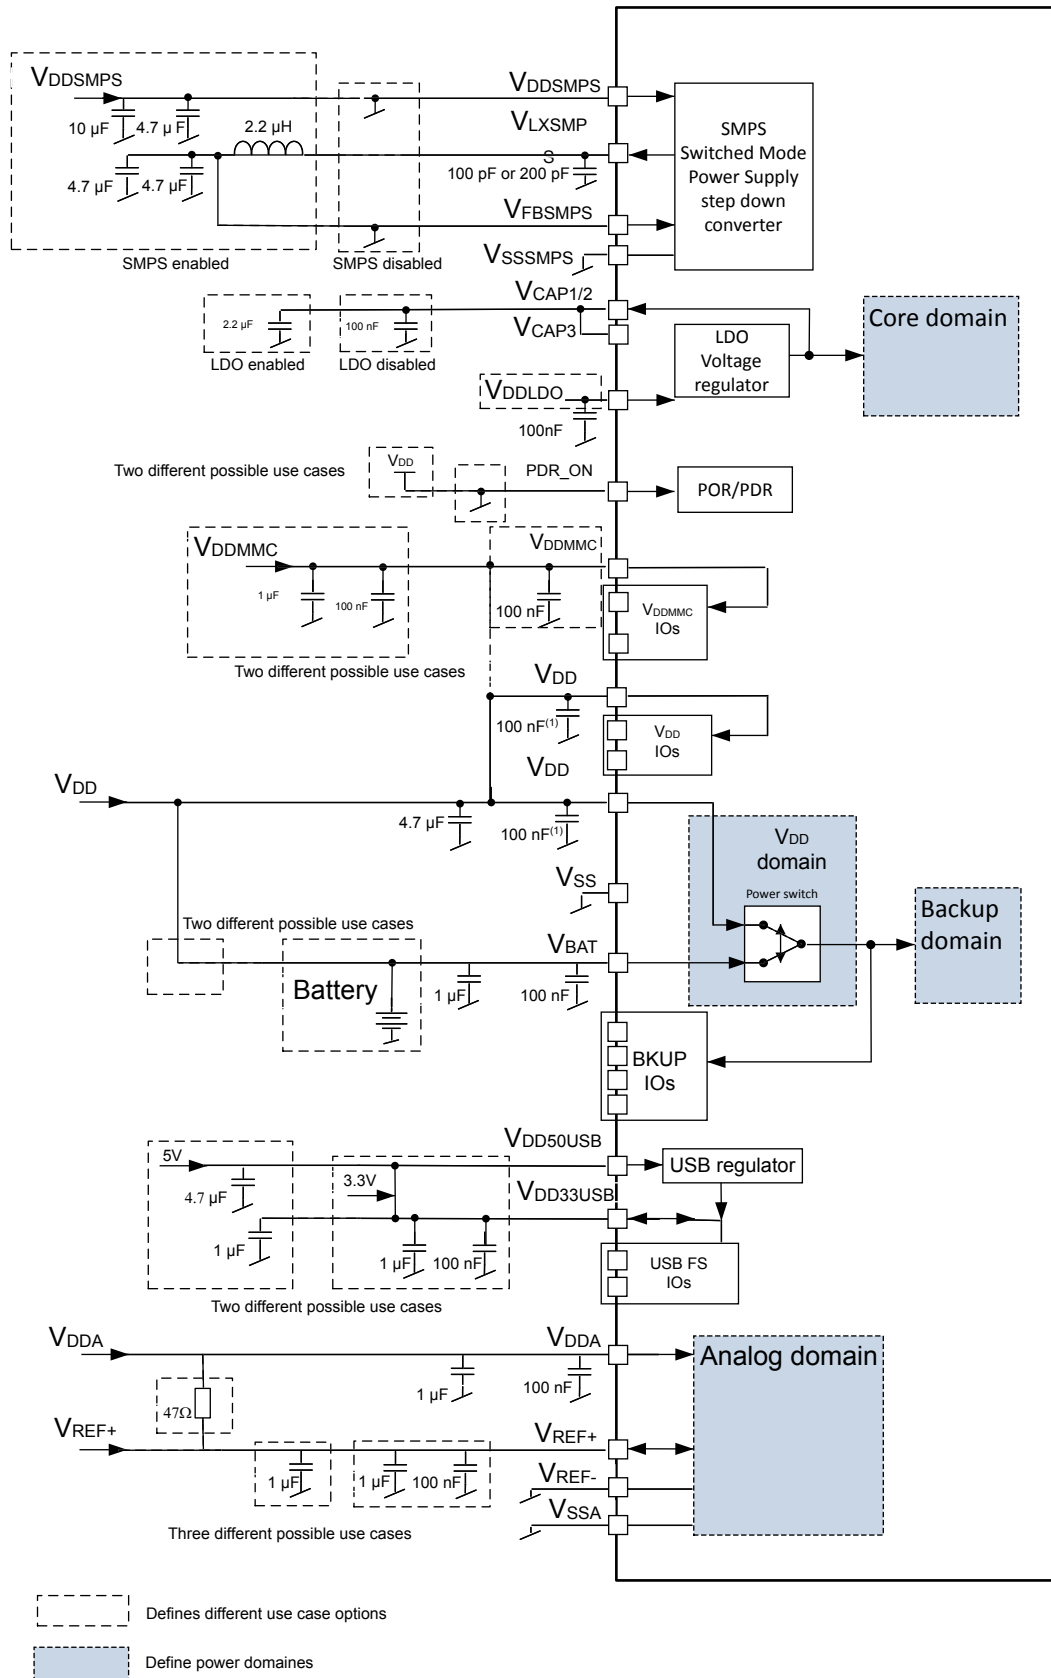 VDDSMPS
10 µF
4.7 µ F
2.2 µH
4.7 µF
4.7 µF
SMPS enabled
SMPS disabled
VDDSMPS
VLXSMP
S
100 pF or 200 pF
VFBSMPS
VSSSMPS
SMPS
Switched Mode
Power Supply
step down
converter
VCAP1/2
VCAP3
2.2 µF
100 nF
LDO enabled
LDO disabled
VDDLDO
100nF
LDO
Voltage
regulator
Core domain
Two different possible use cases
VDD
PDR_ON
POR/PDR
VDDMMC
1 µF
100 nF
VDDMMC
100 nF
VDDMMC
IOs
Two different possible use cases
VDD
100 nF(1)
VDD
IOs
VDD
VDD
4.7 µF
100 nF(1)
VDD
domain
Power switch
VSS
Two different possible use cases
VBAT
Battery
1 µF
100 nF
Backup
domain
BKUP
IOs
VDD50USB
5V
4.7 µF
3.3V
VDD33USB
USB regulator
1 µF
1 µF
100 nF
USB FS
IOs
Two different possible use cases
VDDA
VDDA
1 µF
100 nF
Analog domain
47Ω
VREF+
VREF+
1 µF
1 µF
100 nF
VREF-
VSSA
Three different possible use cases
Defines different use case options
Define power domaines